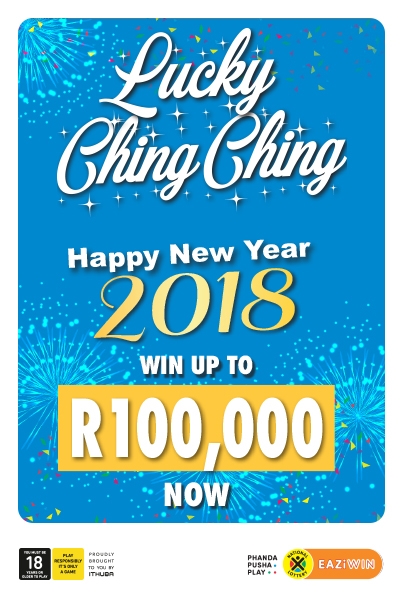 Lucky
Ching Ching
Happy New Year
2018
WIN UP TO
R100,000
NOW
YOU MUST BE
18
YEARS OR
OLDER TO PLAY
PLAY
RESPONSIBLY
IT'S ONLY
A GAME
PROUDLY
BROUGHT
TO YOU BY
ITHUBA
PHANDA
PUSHA
PLAY
NATIONAL
LOTTERY
EAZiWIN